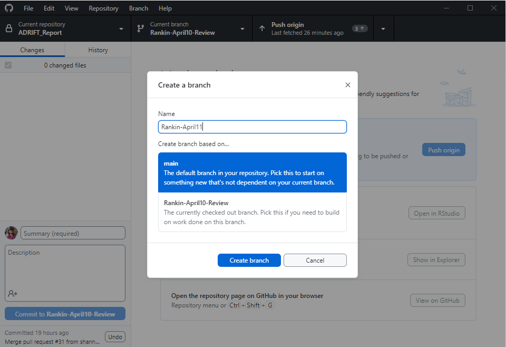 File Edit View Repository Branch Help
Current repository
ADRIFT_Report
Current branch
Rankin-April10-Review
Push origin
Last fetched 26 minutes ago
3
Changes
History
0 changed files
Create a branch
Name
Rankin-April11
Create branch based on...
main
The default branch in your repository. Pick this to start on
something new that's not dependent on your current branch.
Rankin-April10-Review
The currently checked out branch. Pick this if you need to build
on work done on this branch.
Create branch
Cancel
endly suggestions for
Push origin
ng to be pushed or
Open in RStudio
Show in Explorer
Open the repository page on GitHub in your browser
Repository menu or Ctrl + Shift + G
View on GitHub
Summary (required)
Description
Commit to Rankin-April10-Review
Committed 19 hours ago
Merge pull request #31 from shann...
Undo